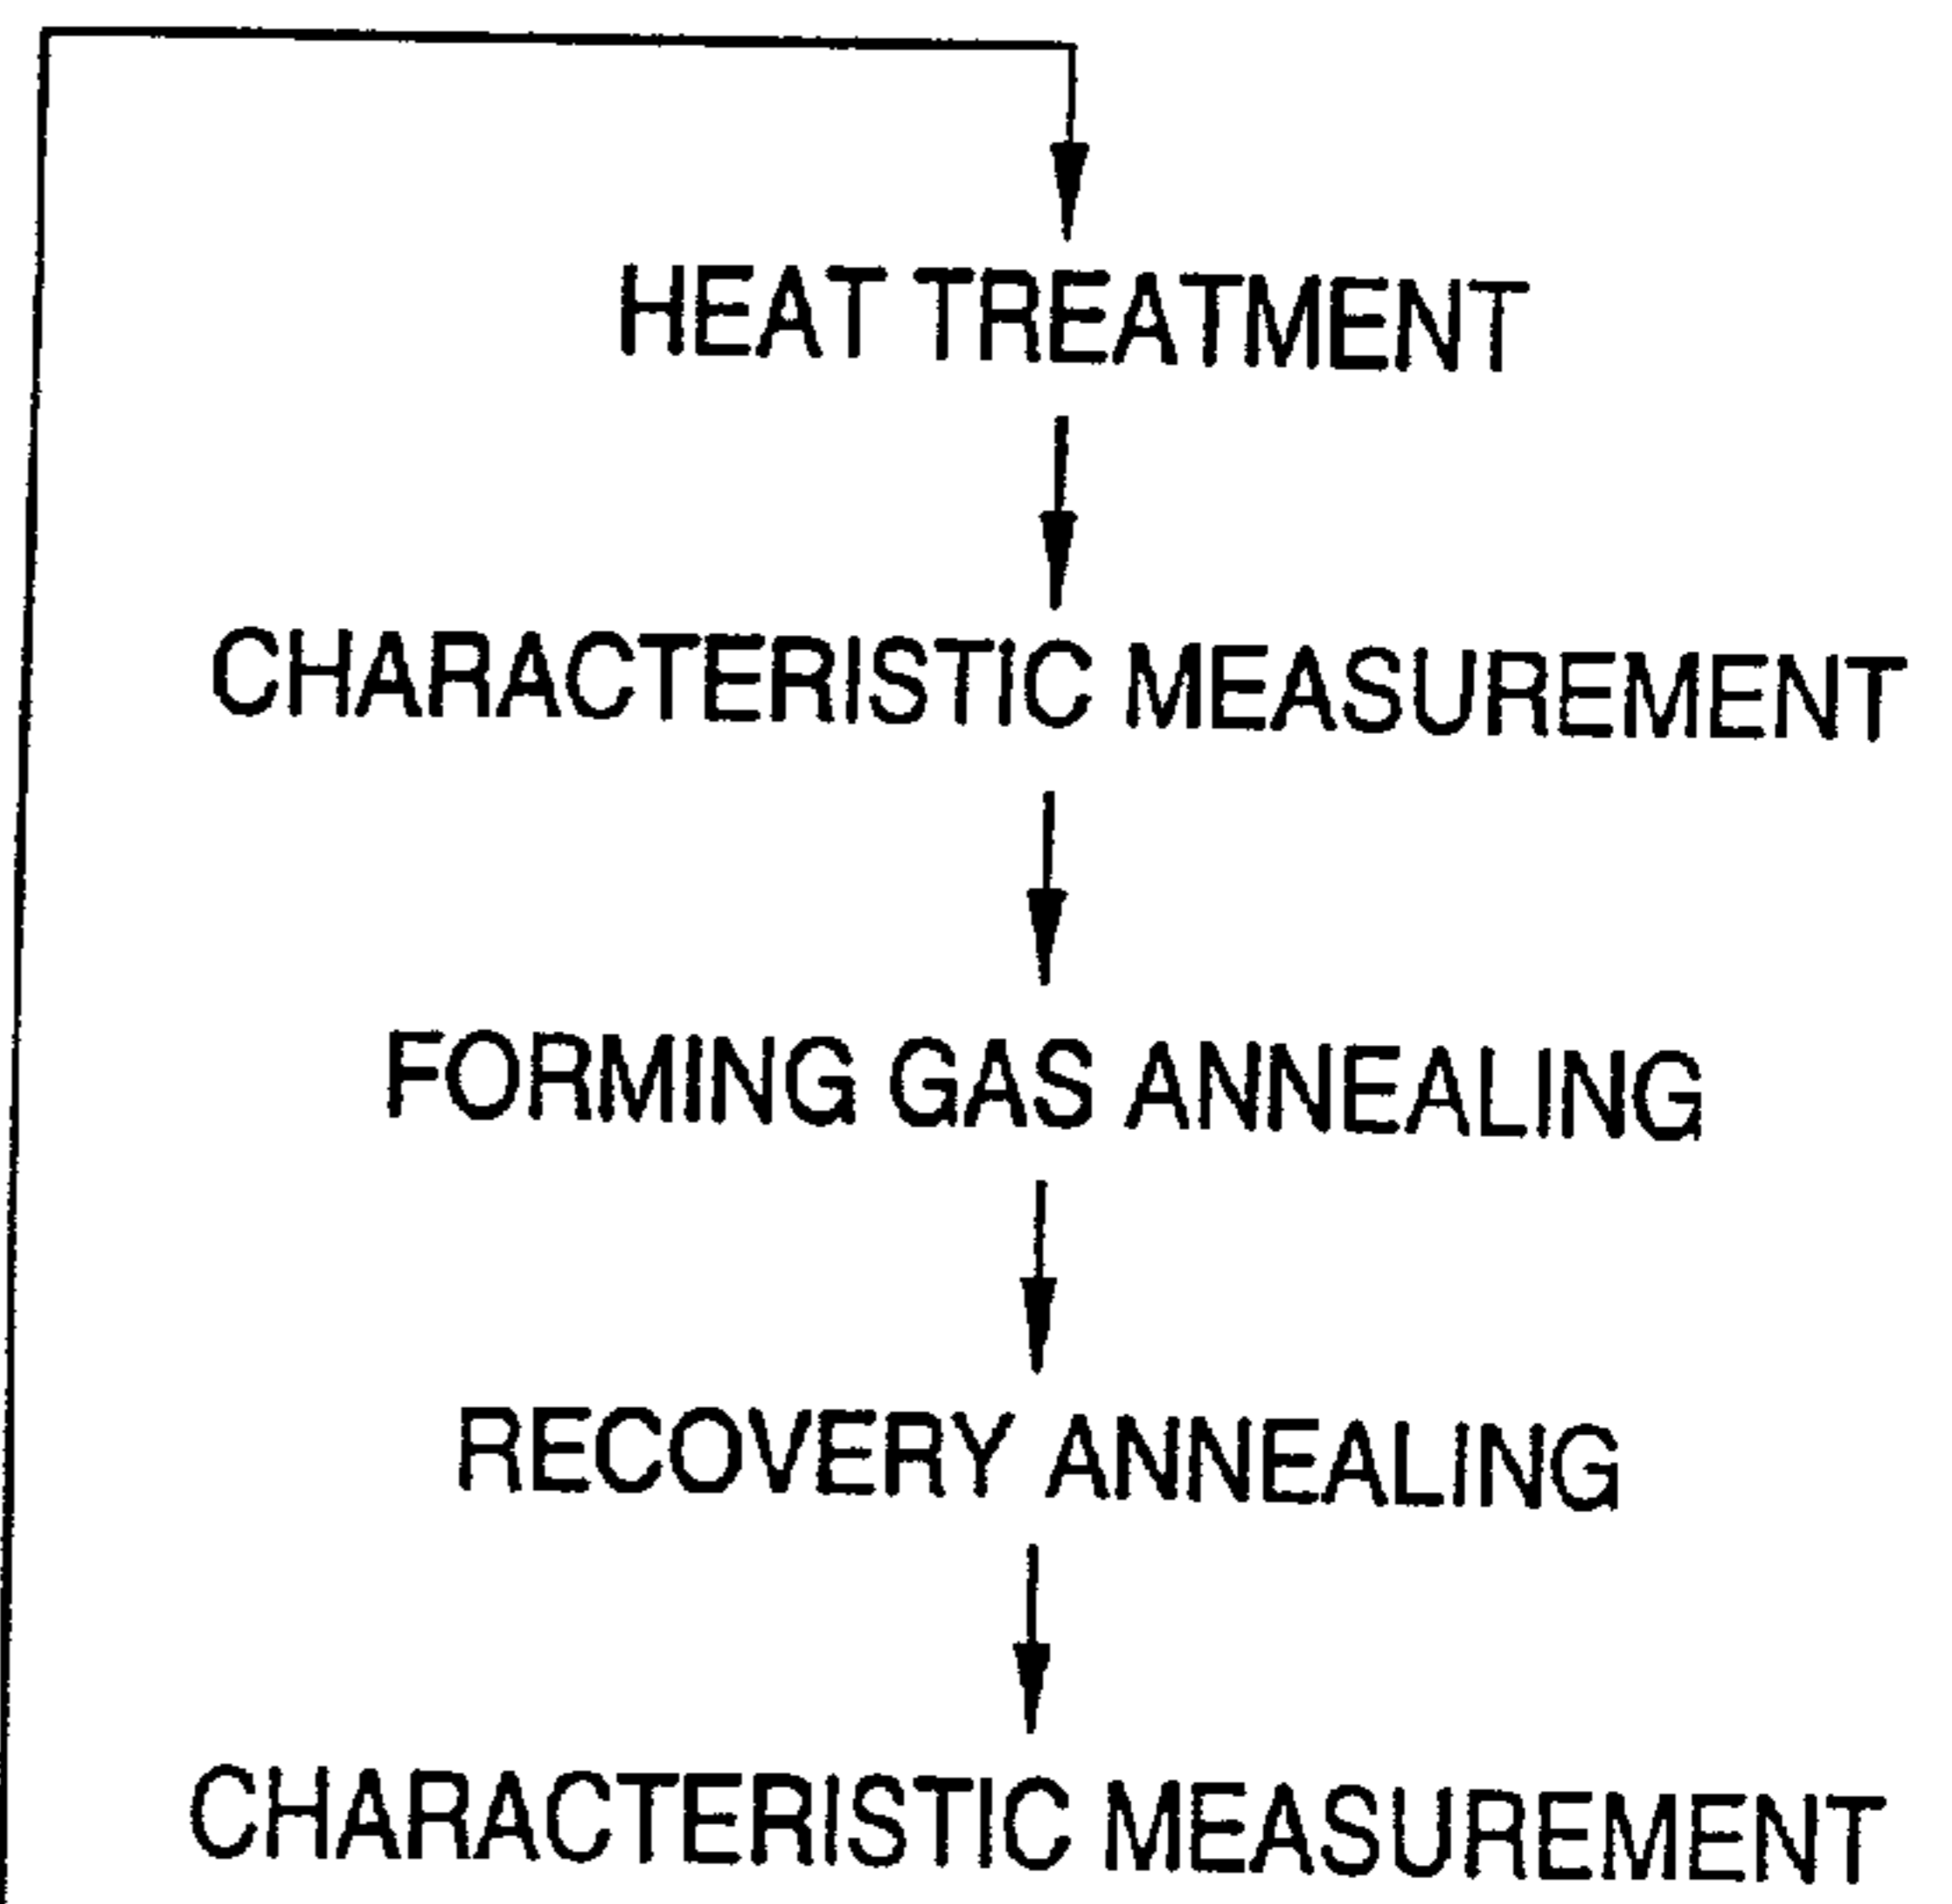 HEAT TREATMENT
CHARACTERISTIC MEASUREMENT
FORMING GAS ANNEALING
RECOVERY ANNEALING
CHARACTERISTIC MEASUREMENT